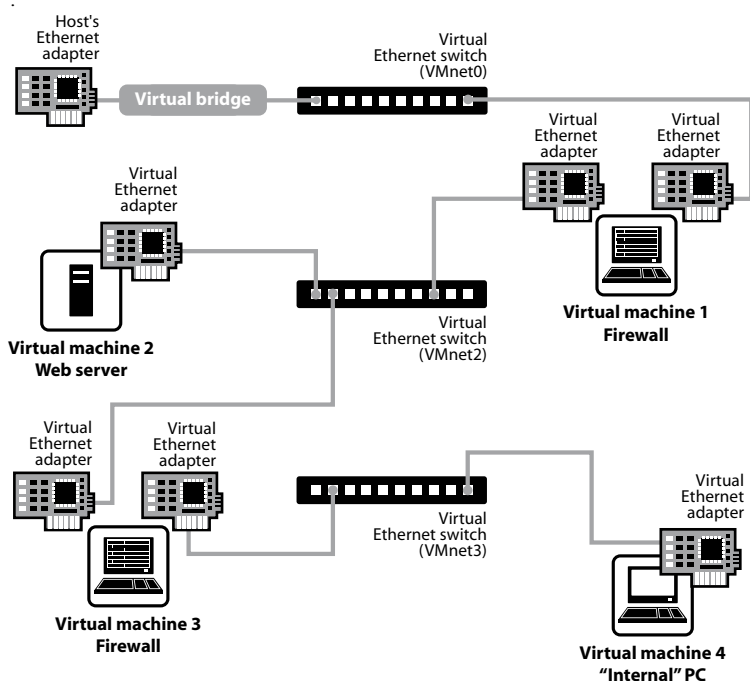 Host's
Ethernet
adapter
Virtual bridge
Virtual
Ethernet switch
(VMnet0)
Virtual
Ethernet
adapter
Virtual
Ethernet
adapter
Virtual machine 1
Firewall
Virtual
Ethernet
adapter
Virtual machine 2
Web server
Virtual
Ethernet switch
(VMnet2)
Virtual
Ethernet
adapter
Virtual
Ethernet
adapter
Virtual machine 3
Firewall
Virtual
Ethernet switch
(VMnet3)
Virtual
Ethernet
adapter
Virtual machine 4
“Internal” PC